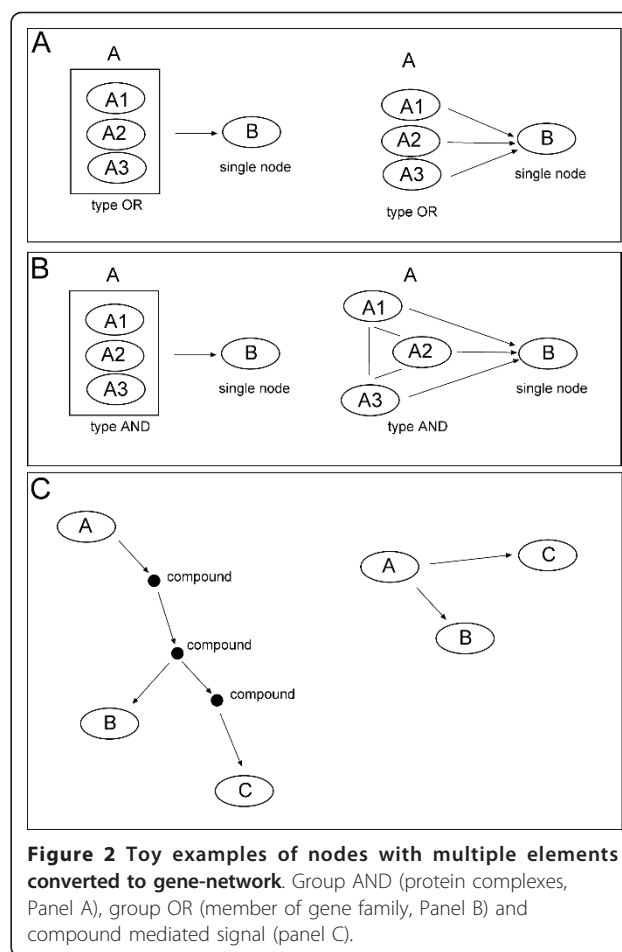 A
A
A1
A2
A3
type OR
B
single node
A
A1
A2
A3
type OR
B
single node
B
A
A1
A2
A3
type AND
B
single node
A
A1
A2
A3
type AND
B
single node
C
A
compound
compound
compound
B
C
A
C
B
Figure 2 Toy examples of nodes with multiple elements
converted to gene-network. Group AND (protein complexes,
Panel A), group OR (member of gene family, Panel B) and
compound mediated signal (panel C).